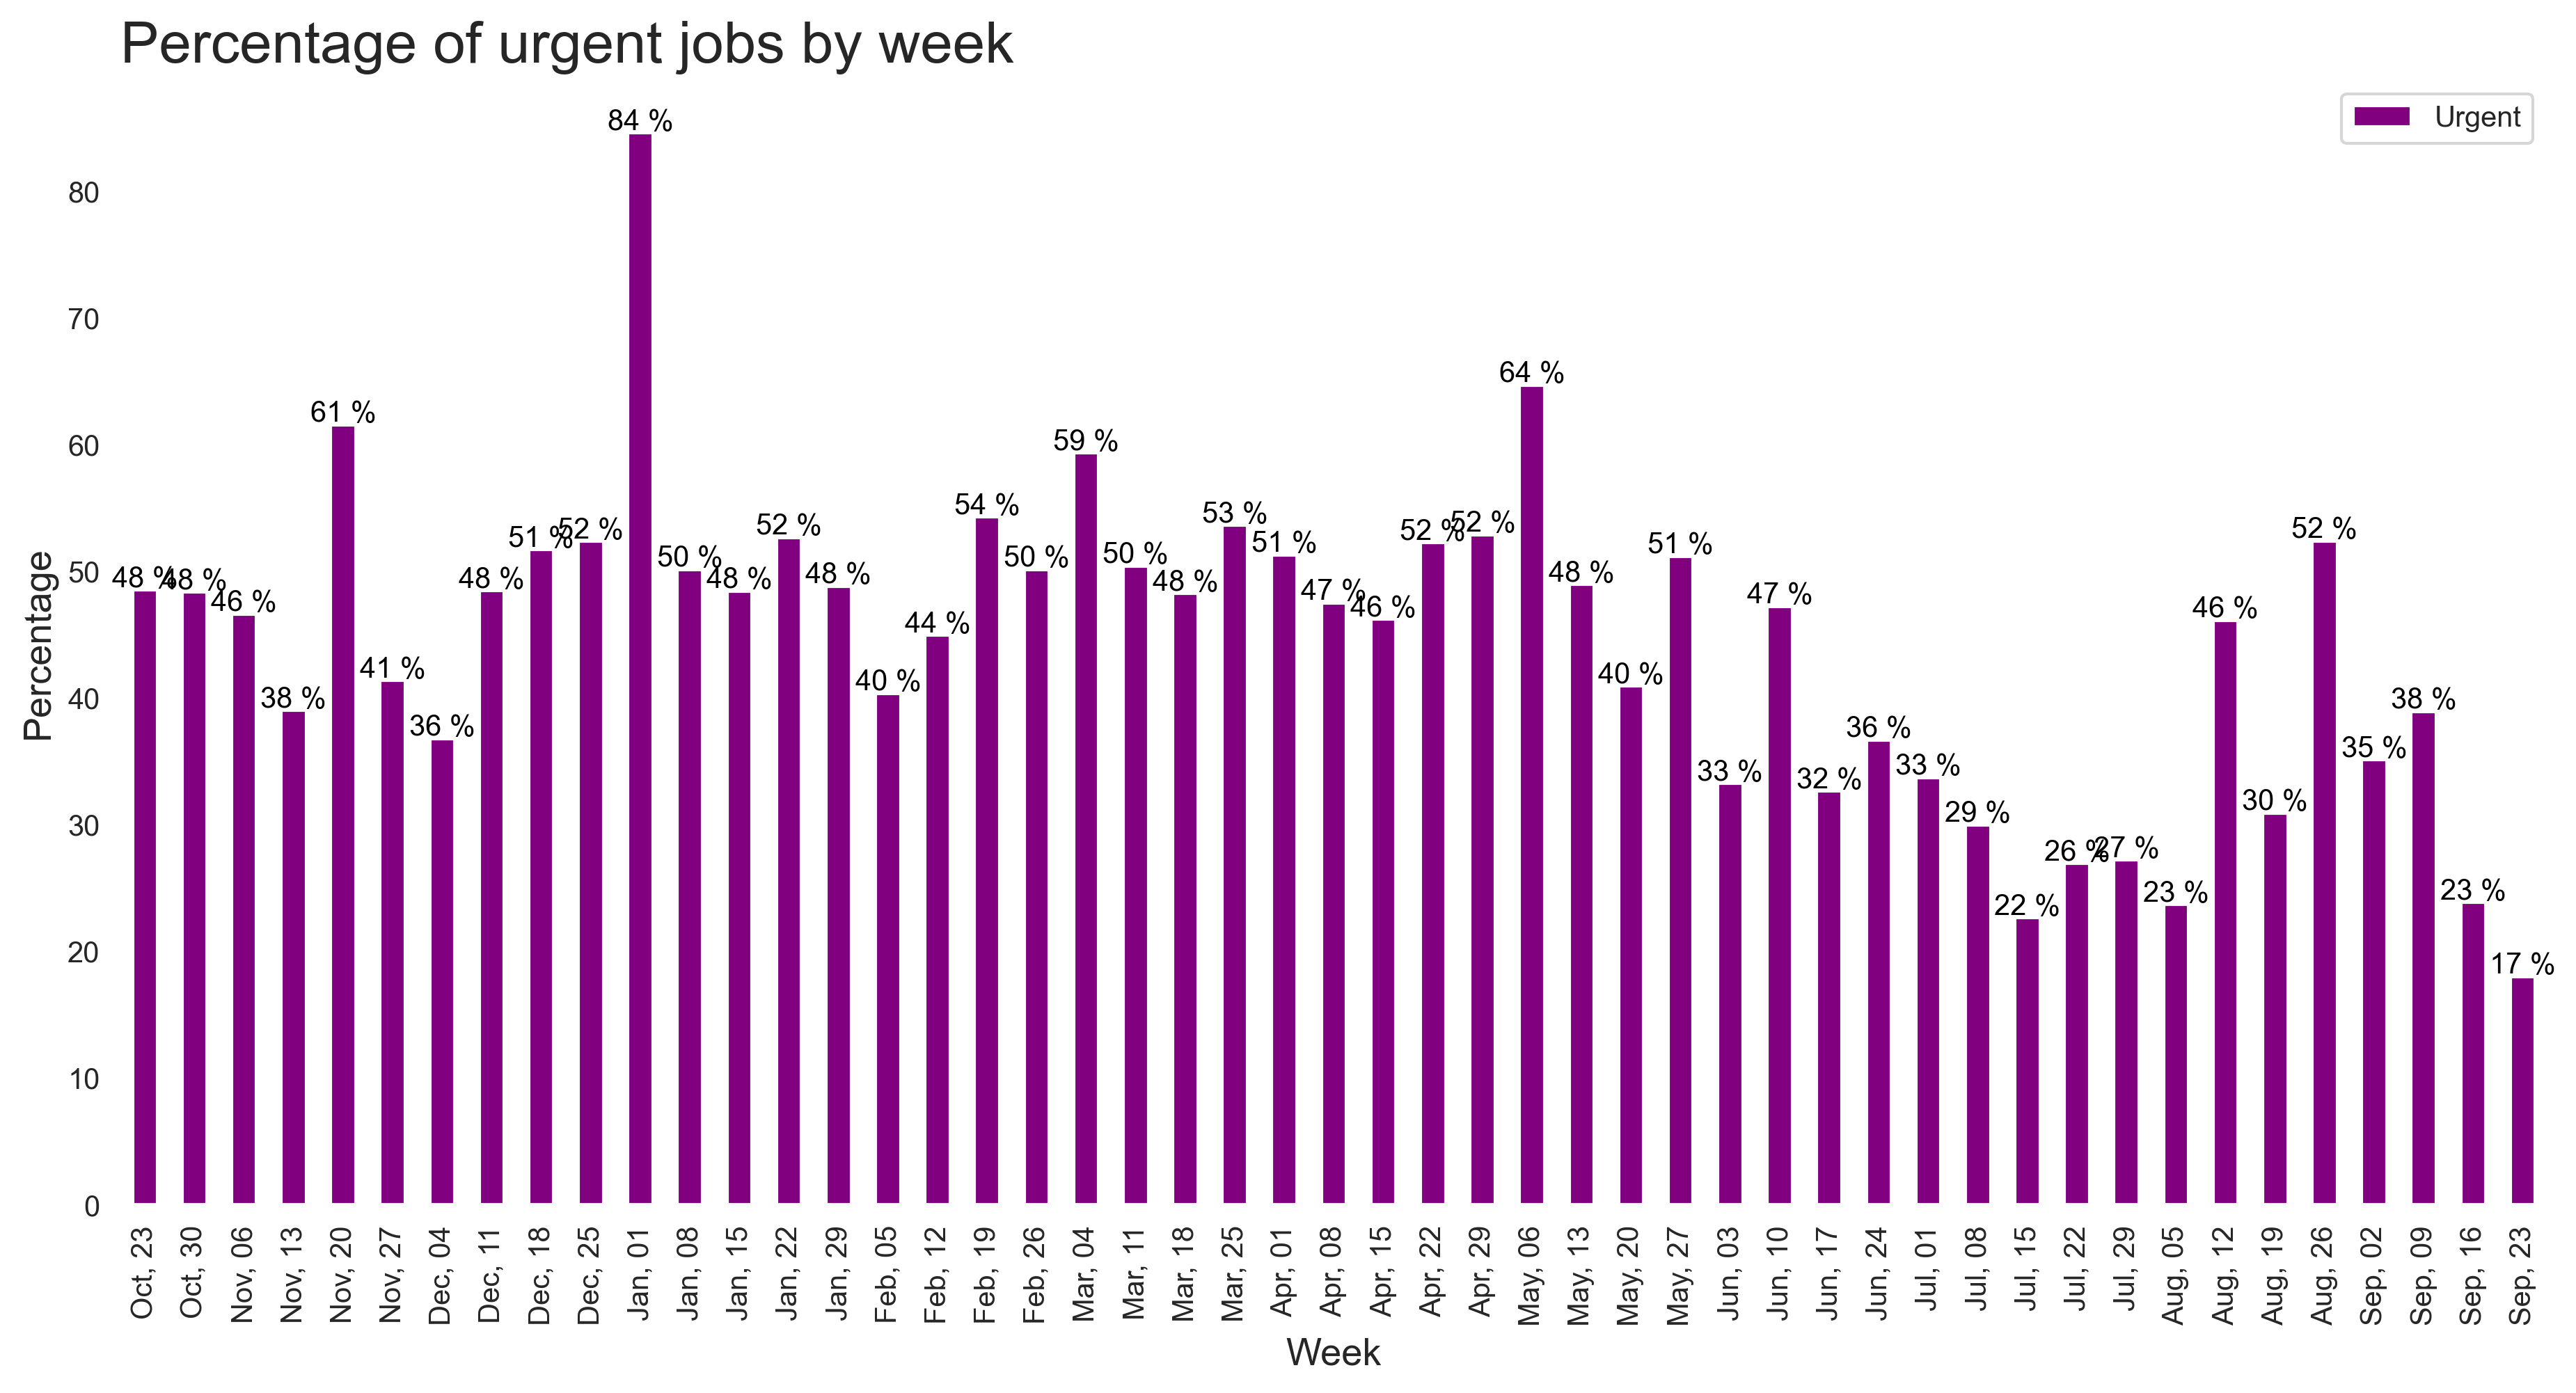 Percentage of urgent jobs by week
Urgent
Percentage
80
70
60
50
40
30
20
10
0
48 %
48 %
46 %
38 %
61 %
41 %
36 %
48 %
51 %
52 %
84 %
50 %
48 %
52 %
48 %
40 %
44 %
54 %
50 %
59 %
50 %
48 %
53 %
51 %
47 %
46 %
52 %
52 %
64 %
48 %
40 %
51 %
33 %
47 %
32 %
36 %
33 %
29 %
22 %
26 %
27 %
23 %
46 %
30 %
52 %
35 %
38 %
23 %
17 %
Oct, 23
Oct, 30
Nov, 06
Nov, 13
Nov, 20
Nov, 27
Dec, 04
Dec, 11
Dec, 18
Dec, 25
Jan, 01
Jan, 08
Jan, 15
Jan, 22
Jan, 29
Feb, 05
Feb, 12
Feb, 19
Feb, 26
Mar, 04
Mar, 11
Mar, 18
Mar, 25
Apr, 01
Apr, 08
Apr, 15
Apr, 22
Apr, 29
May, 06
May, 13
May, 20
May, 27
Jun, 03
Jun, 10
Jun, 17
Jun, 24
Jul, 01
Jul, 08
Jul, 15
Jul, 22
Jul, 29
Aug, 05
Aug, 12
Aug, 19
Aug, 26
Sep, 02
Sep, 09
Sep, 16
Sep, 23
Week